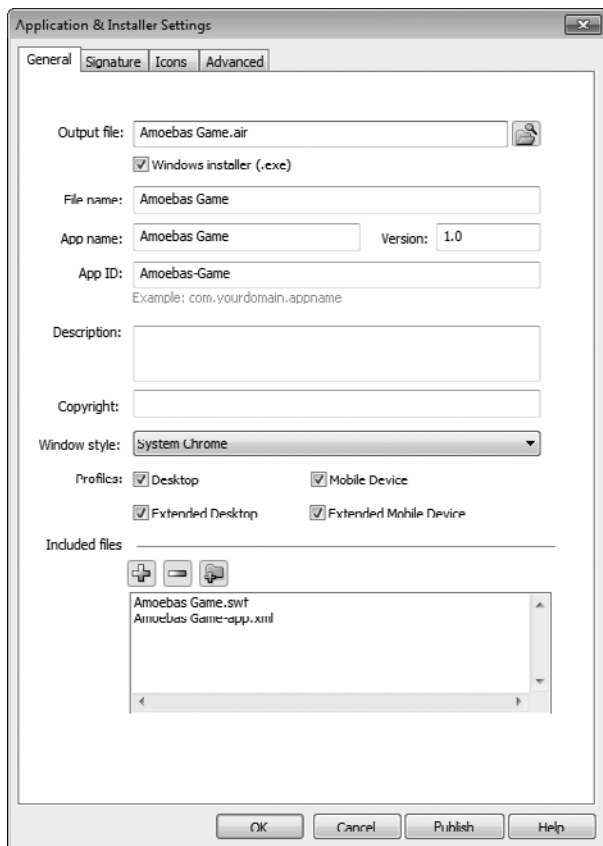 Application & Installer Settings
General Signature Icons Advanced
Output file: Amoebas Game.air
Windows installer (.exe)
File name: Amoebas Game
App name: Amoebas Game Version: 1.0
App ID: Amoebas-Game
Example: com.yourdomain.appname
Description:
Copyright:
Window style: System Chrome
Profiles: Desktop Mobile Device
Extended Desktop Extended Mobile Device
Included files
Amoebas Game.swf
Amoebas Game-app.xml
OK Cancel Publish Help